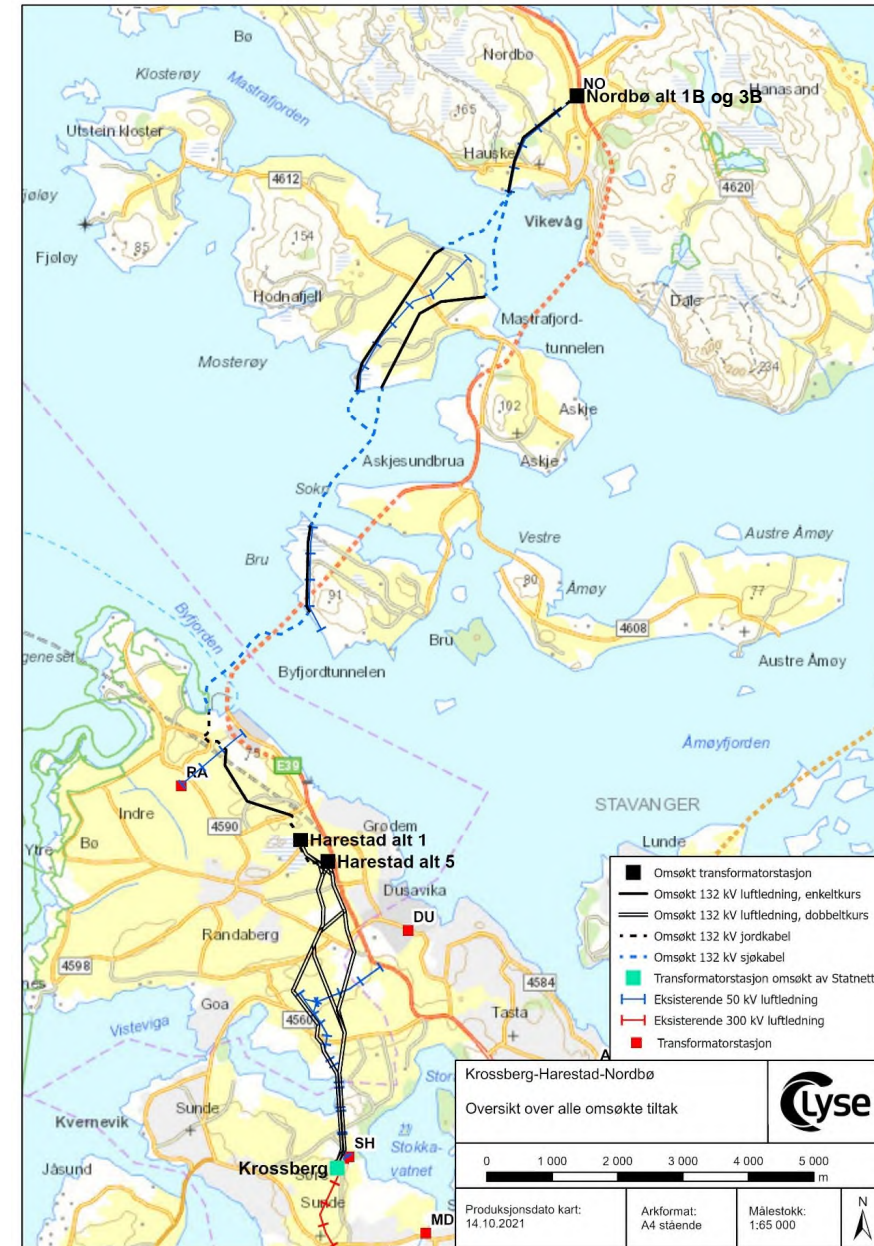 Bø
Nordbø
Klosterøy
Mastrafjorden
NO
Nordbø alt 1B og 3B
Hanasand
165
Utstein kloster
Hauske
4612
4620
Vikevåg
Fjøløy
85
154
Fjøløy
Hodnafjell
Dale
Mastrafjord-
tunnelen
Mosterøy
200
234
102
Askje
Askjesundbrua
Askje
Sokn
Vestre
Austre Åmøy
Bru
91
80
77
Åmøy
Byfjorden
4608
Bru
geneset
Byfjordtunnelen
Austre Åmøy
75
Åmøyfjorden
RA
E39
Indre
STAVANGER
4590
Grødem
Harestad alt 1
Bø
Ytre
Lunde
Harestad alt 5
Dusavika
DU
Randaberg
4598
nes
4584
Goa
4560
Tasta
Visteviga
A
Sunde
Kvernevik
SH
Stokka-
vatnet
Krossberg
Jåsund
Sunde
MD
Omsøkt transformatorstasjon
Omsøkt 132 kV luftledning, enkeltkurs
Omsøkt 132 kV luftledning, dobbeltkurs
Omsøkt 132 kV jordkabel
Omsøkt 132 kV sjøkabel
Transformatorstasjon omsøkt av Statnett
Eksisterende 50 kV luftledning
Eksisterende 300 kV luftledning
Transformatorstasjon
Krossberg-Harestad-Nordbø
Oversikt over alle omsøkte tiltak
Lyse
0 1 000 2 000 3 000 4 000 5 000
m
Produksjonsdato kart:
14.10.2021
Arkformat:
A4 stående
Målestokk:
1:65 000
N